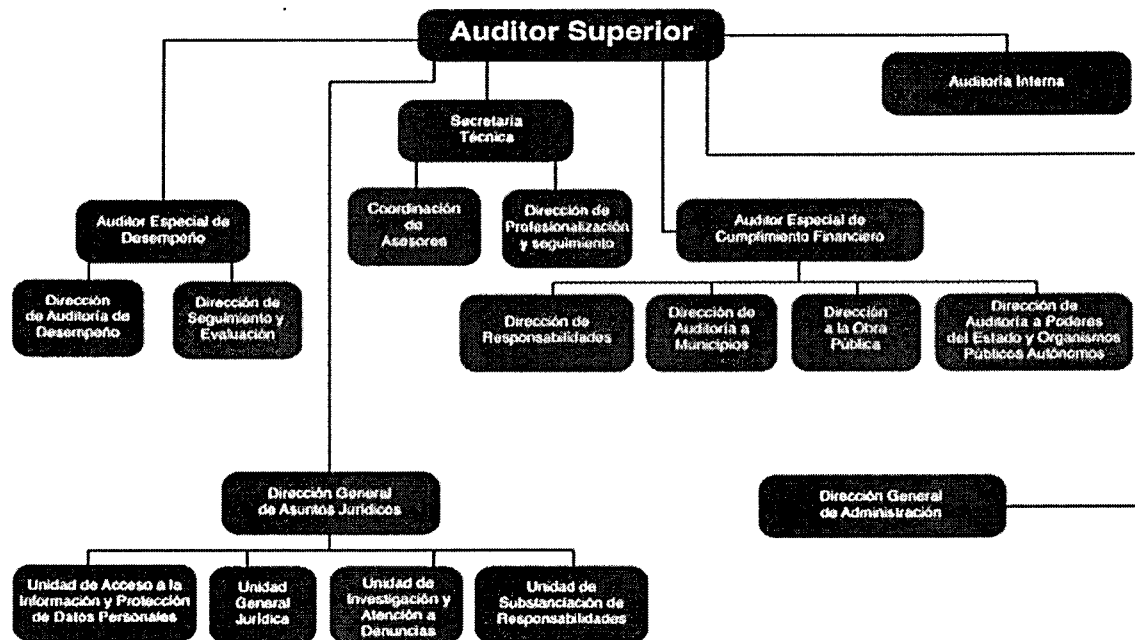 Auditor Superior
Auditoría Interna
Secretaría
Técnica
Coordinación
de
Asesores
Dirección de
Profesionalización
y seguimiento
Auditor Especial de
Desempeño
Auditor Especial de
Cumplimiento Financiero
Dirección
de Auditoría de
Desempeño
Dirección de
Seguimiento y
Evaluación
Dirección de
Responsabilidades
Dirección de
Auditoría a
Municipios
Dirección
a la Obra
Pública
Dirección de
Auditoría a Poderes
del Estado y Organismos
Públicos Autónomos
Dirección General
de Asuntos Jurídicos
Dirección General
de Administración
Unidad de Acceso a la
Información y Protección
de Datos Personales
Unidad
General
Jurídica
Unidad de
Investigación y
Atención a
Denuncias
Unidad de
Substanciación de
Responsabilidades